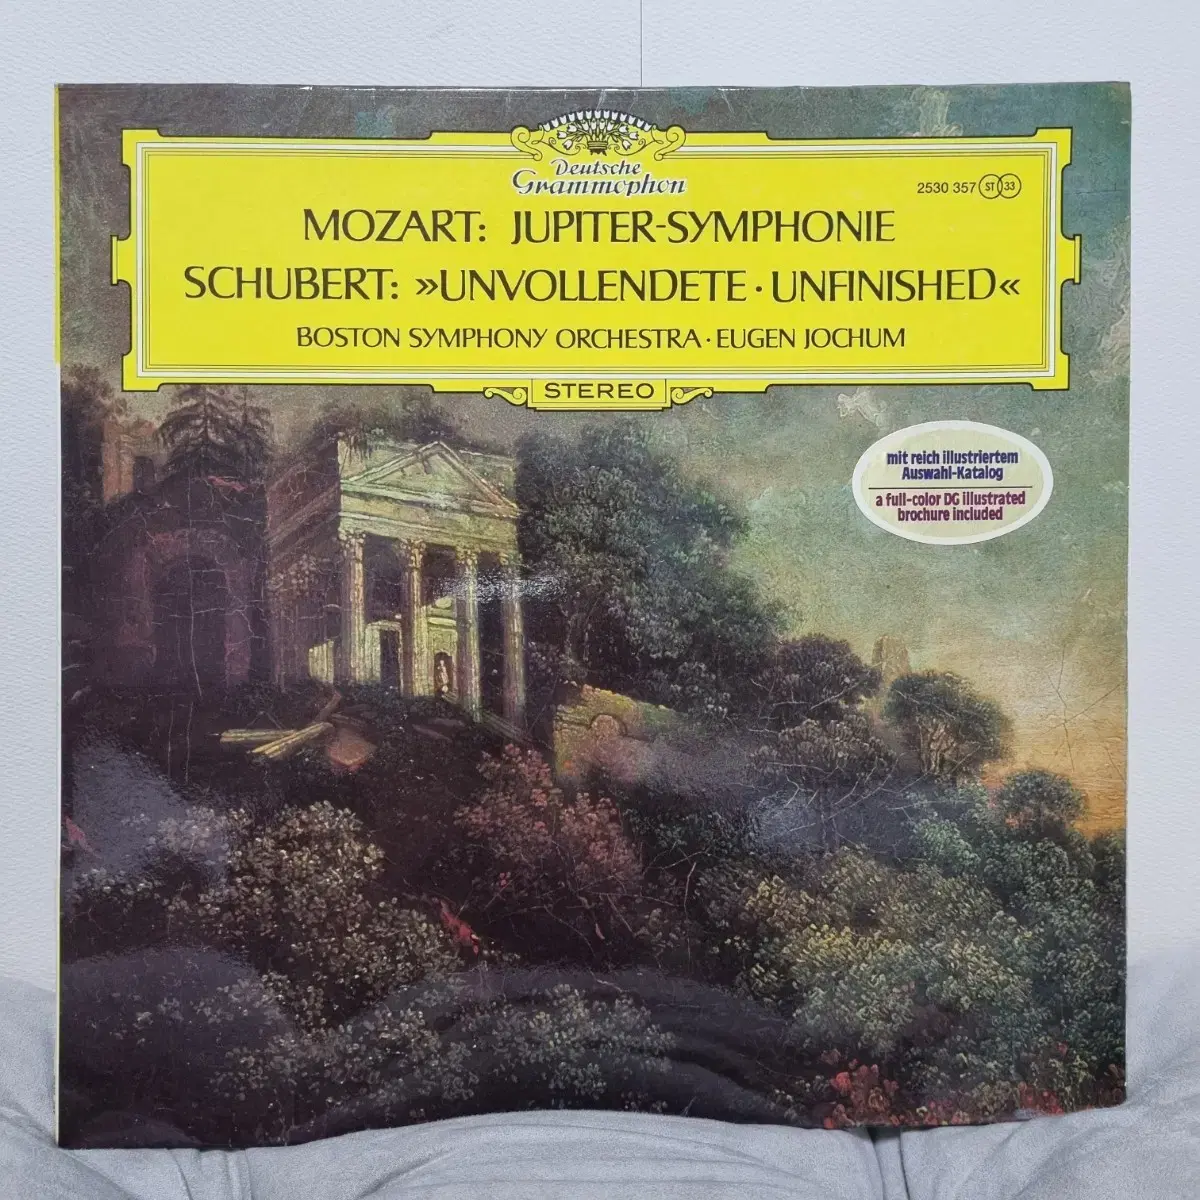 Deutsche
Grammophon
2530 357 ST 33
MOZART: JUPITER-SYMPHONIE
SCHUBERT: »UNVOLLENDETE · UNFINISHED«
BOSTON SYMPHONY ORCHESTRA · EUGEN JOCHUM
STEREO
mit reich illustriertem
Auswahl-Katalog
a full-color DG illustrated
brochure included